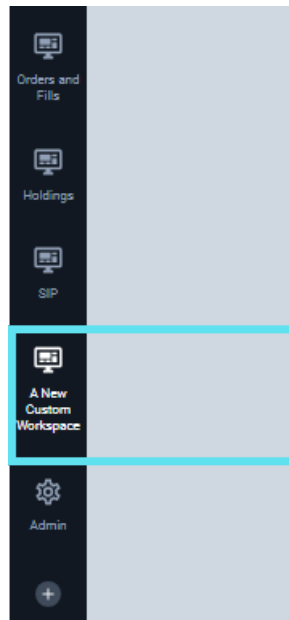 Orders and
Fills
Holdings
SIP
A New
Custom
Workspace
Admin